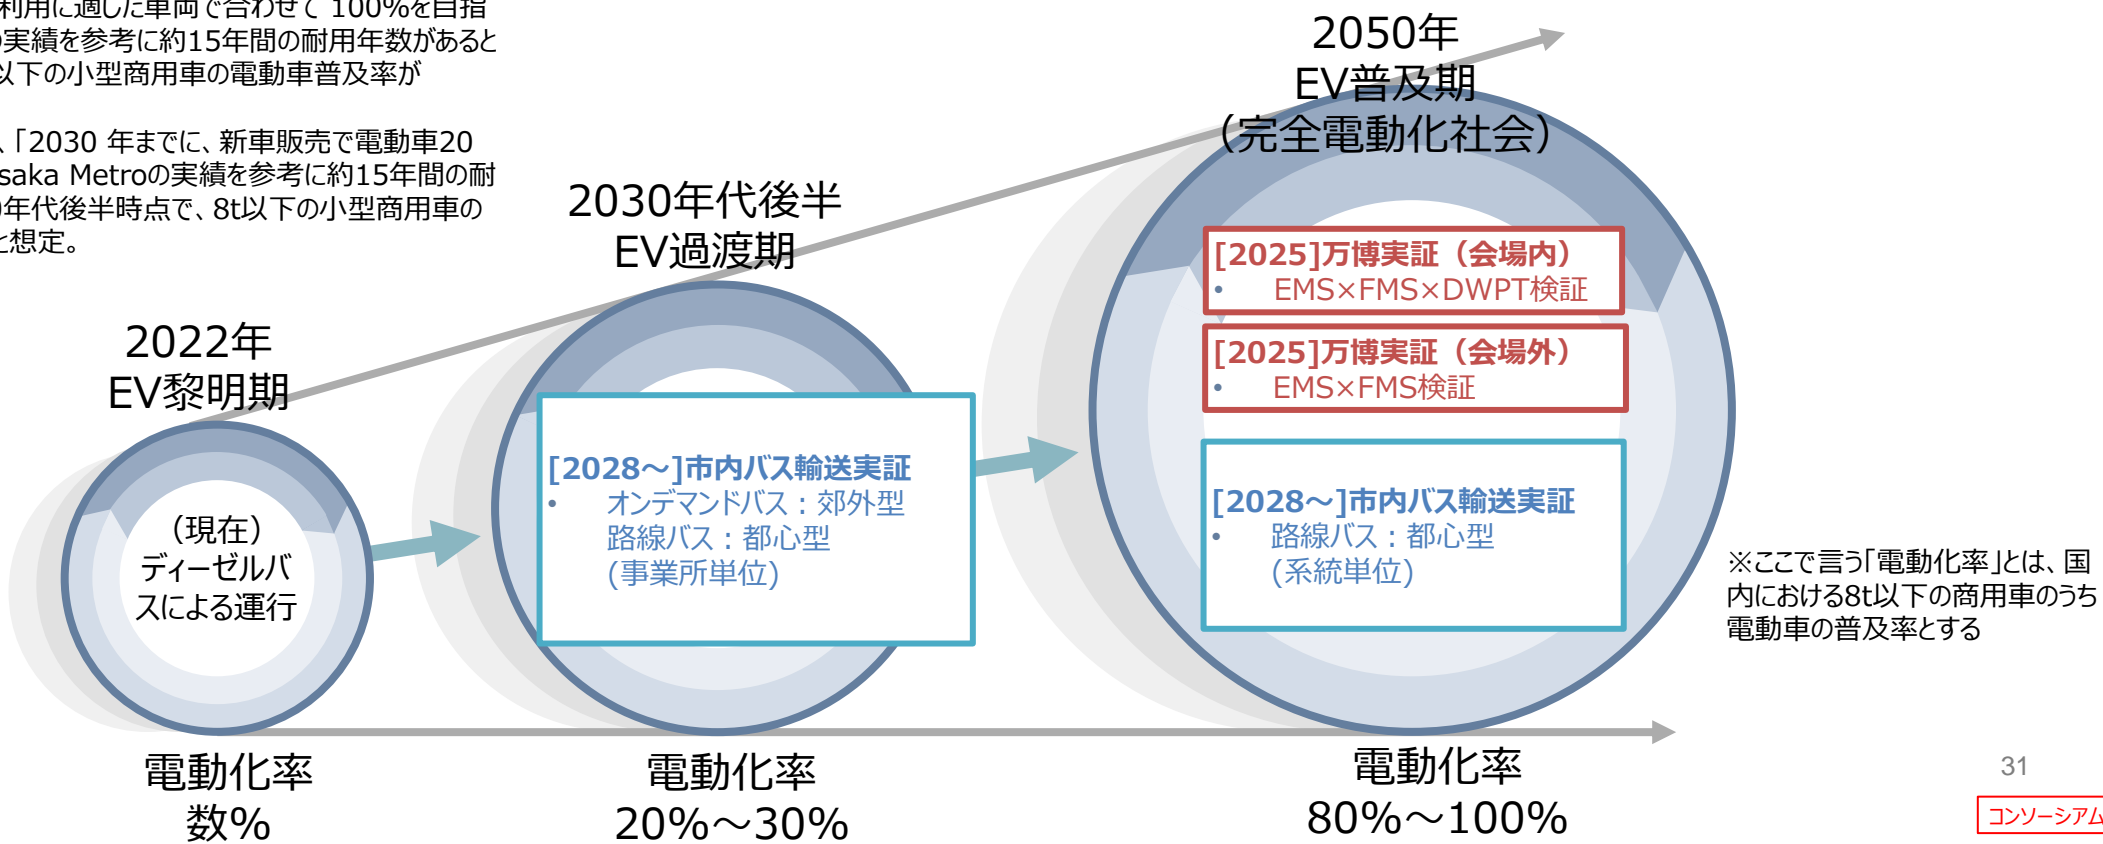 利用に適した車両で合わせて 100%を目指
の実績を参考に約15年間の耐用年数があると
以下の小型商用車の電動車普及率が
、「2030 年までに、新車販売で電動車20
saka Metroの実績を参考に約15年間の耐
0年代後半時点で、8t以下の小型商用車の
と想定。
2022年
EV黎明期
(現在)
ディーゼルバ
スによる運行
電動化率
数%
2030年代後半
EV過渡期
[2028～]市内バス輸送実証
• オンデマンドバス:郊外型
路線バス:都心型
(事業所単位)
電動化率
20%～30%
2050年
EV普及期
(完全電動化社会)
[2025]万博実証(会場内)
• EMS×FMS×DWPT検証
[2025]万博実証(会場外)
• EMS×FMS検証
[2028～]市内バス輸送実証
• 路線バス:都心型
(系統単位)
電動化率
80%～100%
※ここで言う「電動化率」とは、国
内における8t以下の商用車のうち
電動車の普及率とする
31
コンソーシアム